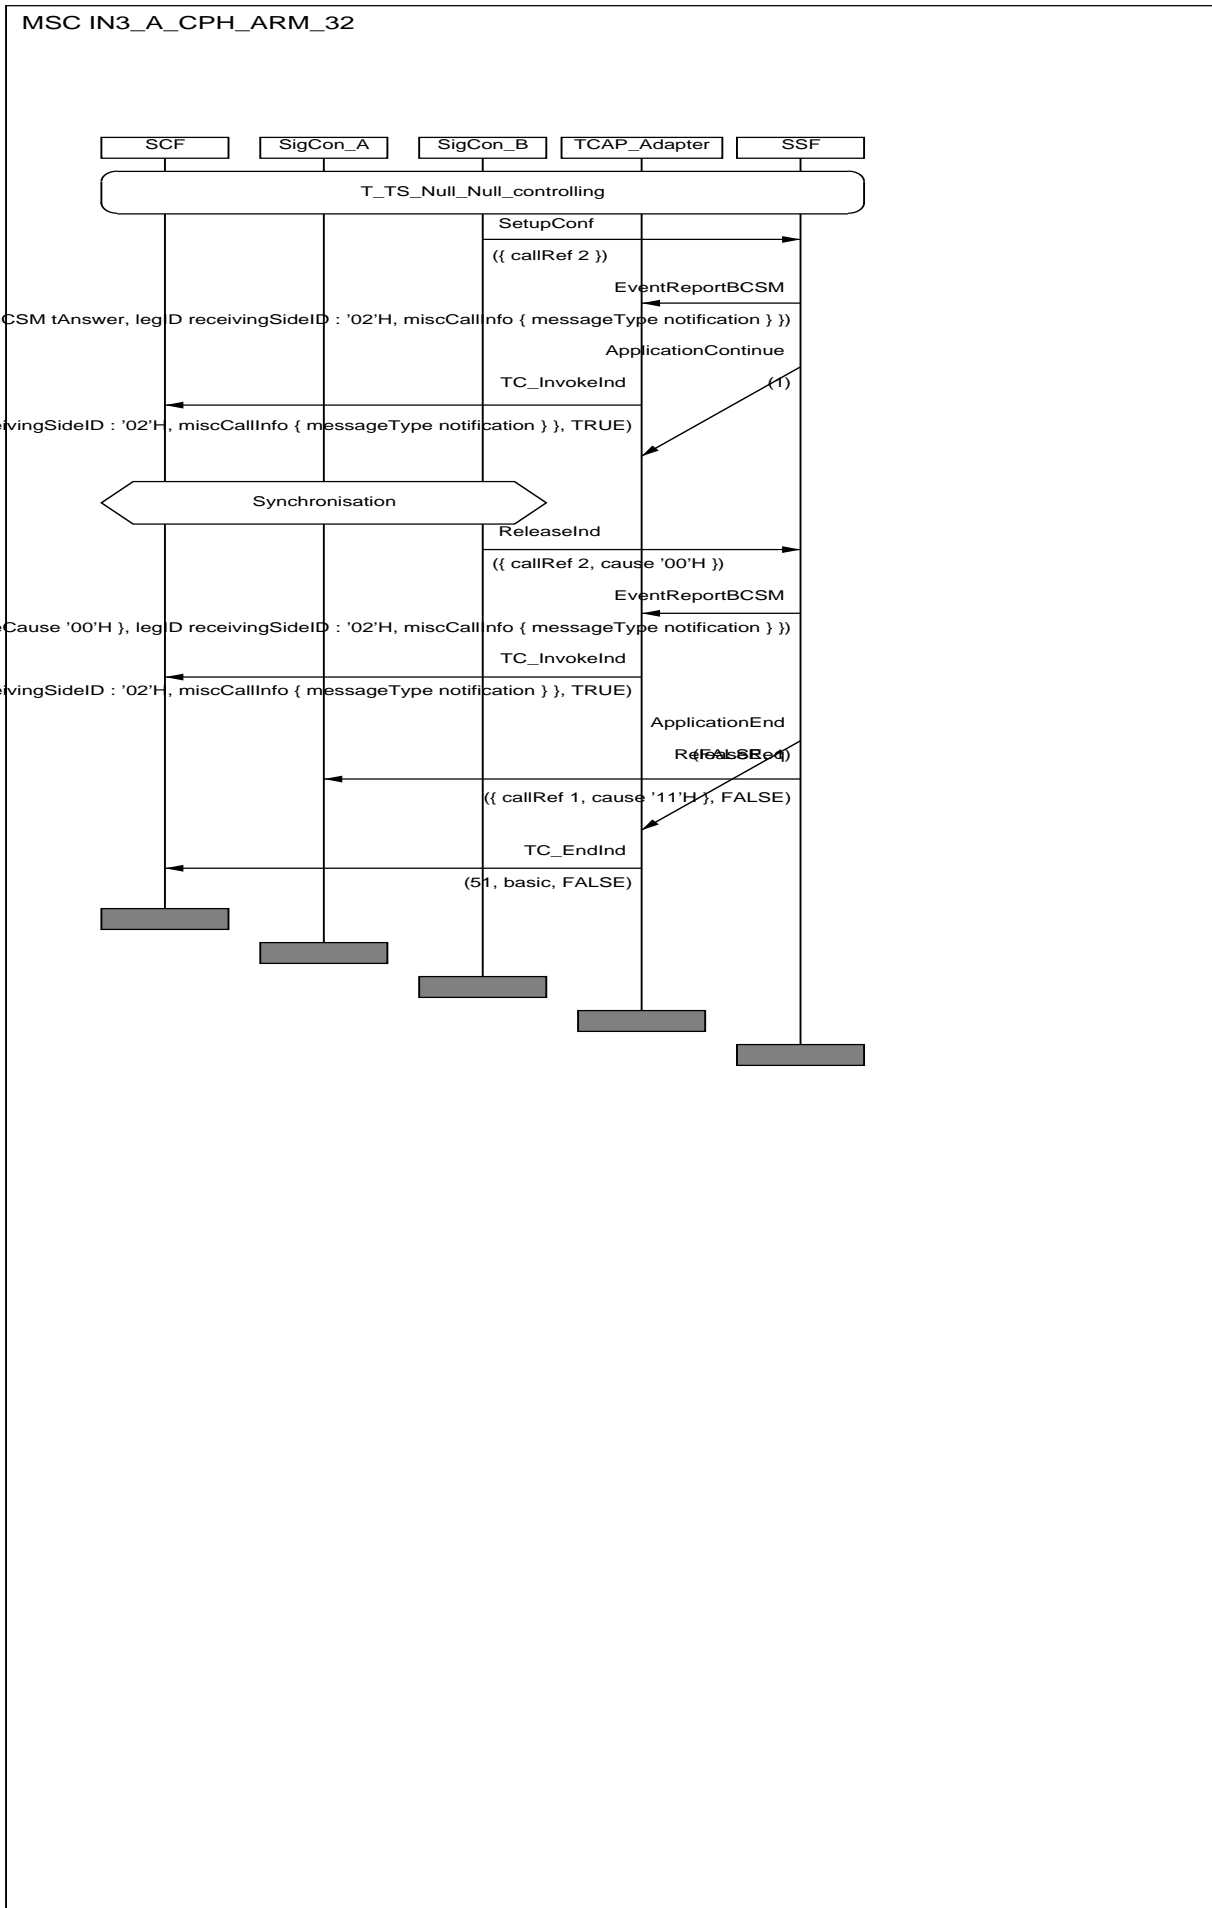 MSC IN3_A_CPH_ARM_32
SCF SigCon_A SigCon_B TCAP_Adapter SSF
T_TS_Null_Null_controlling
SetupConf
({ callRef 2 })
EventReportBCSM
CSM tAnswer, legID receivingSideID : '02'H, miscCallInfo { messageType notification } })
ApplicationContinue
TC_InvokeInd (1)
eivingSideID : '02'H, miscCallInfo { messageType notification } }, TRUE)
Synchronisation
ReleaseInd
({ callRef 2, cause '00'H })
EventReportBCSM
eCause '00'H }, legID receivingSideID : '02'H, miscCallInfo { messageType notification } })
TC_InvokeInd
eivingSideID : '02'H, miscCallInfo { messageType notification } }, TRUE)
ApplicationEnd
ReleaseReq
({ callRef 1, cause '11'H }, FALSE)
TC_EndInd
(51, basic, FALSE)